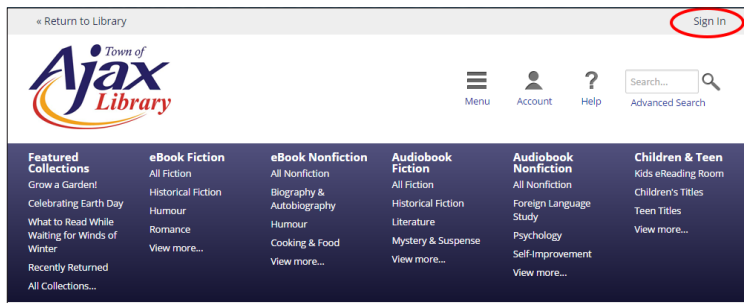 « Return to Library
Sign In
Town of
Ajax
Library
Menu
Account
Help
Search...
Advanced Search
Featured
Collections
Grow a Garden!
Celebrating Earth Day
What to Read While
Waiting for Winds of
Winter
Recently Returned
All Collections...
eBook Fiction
All Fiction
Historical Fiction
Humour
Romance
View more...
eBook Nonfiction
All Nonfiction
Biography &
Autobiography
Humour
Cooking & Food
View more...
Audiobook
Fiction
All Fiction
Historical Fiction
Literature
Mystery & Suspense
View more...
Audiobook
Nonfiction
All Nonfiction
Foreign Language
Study
Psychology
Self-Improvement
View more...
Children & Teen
Kids eReading Room
Children's Titles
Teen Titles
View more...